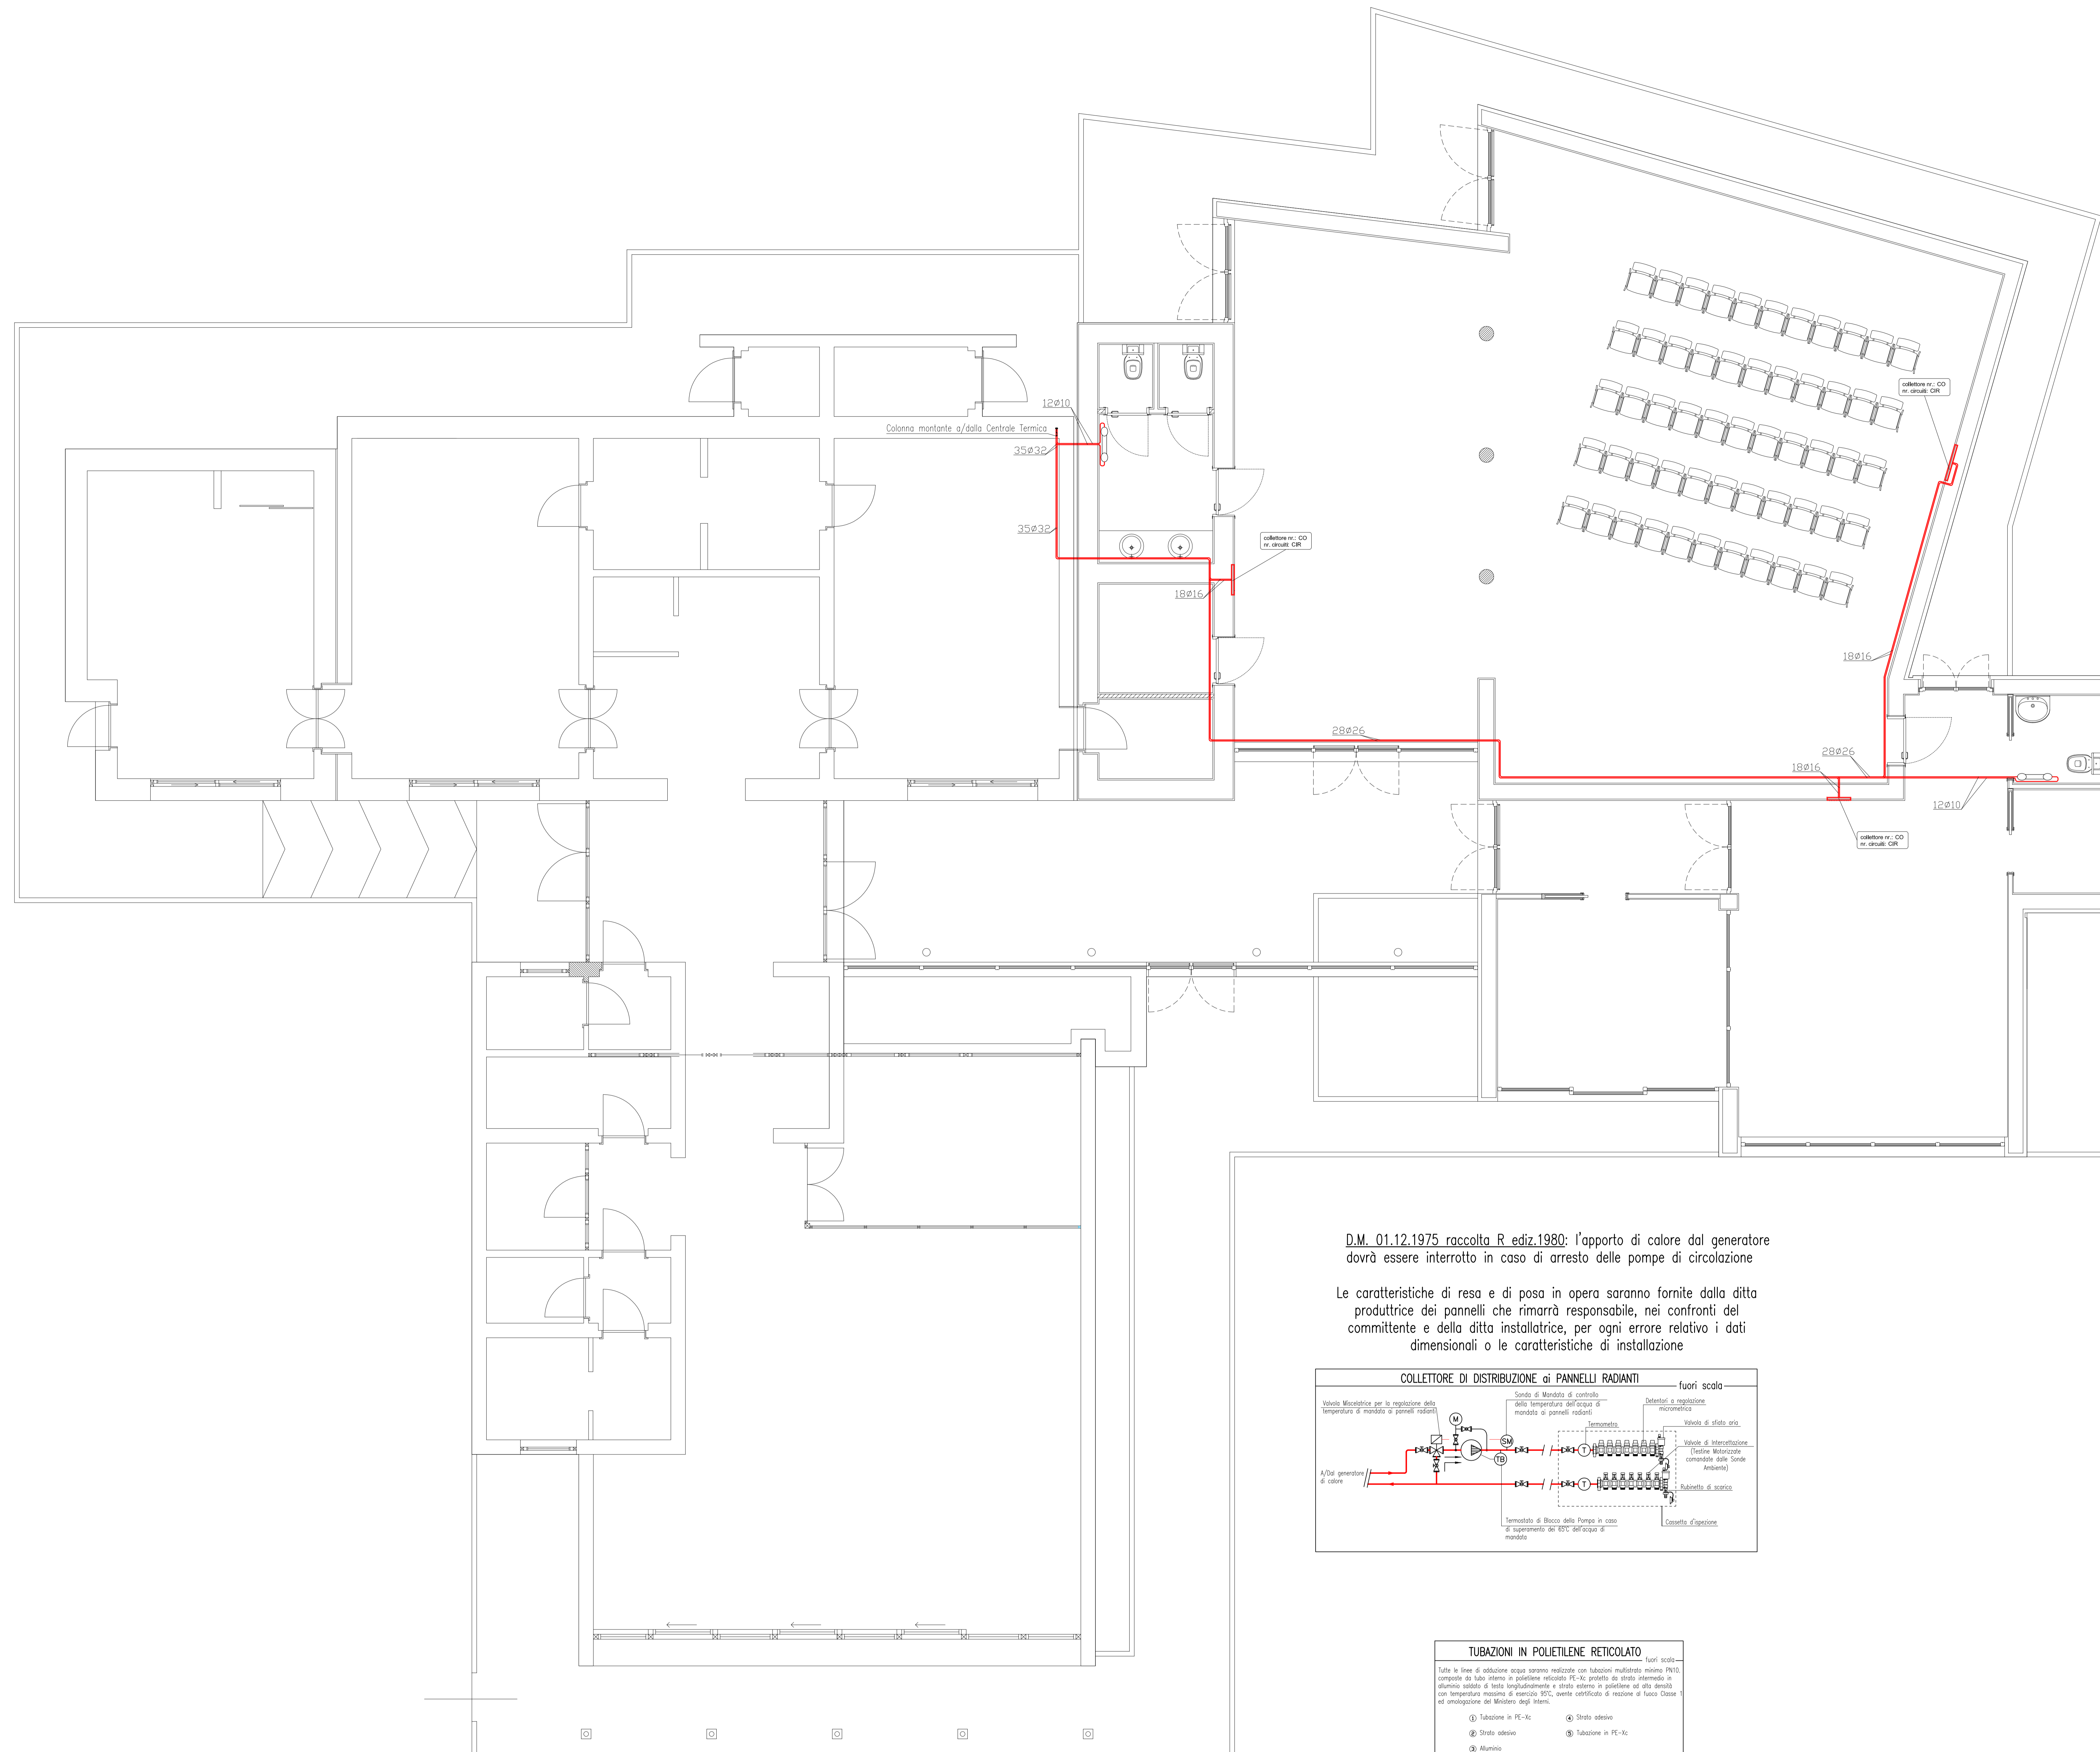 collettore nr.: CO
nr. circuiti: CIR
12Ø10
Colonna montante a/dalla Centrale Termica
35Ø32
35Ø32
collettore nr.: CO
nr. circuiti: CIR
18Ø16
18Ø16
28Ø26
28Ø26
18Ø16
12Ø10
collettore nr.: CO
nr. circuiti: CIR
D.M. 01.12.1975 raccolta R ediz.1980: l'apporto di calore dal generatore
dovrà essere interrotto in caso di arresto delle pompe di circolazione
Le caratteristiche di resa e di posa in opera saranno fornite dalla ditta
produttrice dei pannelli che rimarrà responsabile, nei confronti del
committente e della ditta installatrice, per ogni errore relativo i dati
dimensionali o le caratteristiche di installazione
COLLETTORE DI DISTRIBUZIONE ai PANNELLI RADIANTI
fuori scala
Valvola Miscelatrice per la regolazione della
temperatura di mandata ai pannelli radianti
Sonda di Mandata di controllo
della temperatura dell'acqua di
mandata ai pannelli radianti
Detentori a regolazione
micrometrica
Termometro
Valvola di sfiato aria
M
SM
TB
T
T
Valvole di Intercettazione
(Testine Motorizzate
comandate dalle Sonde
Ambiente)
A/Dal generatore
di calore
Rubinetto di scarico
Termostato di Blocco della Pompa in caso
di superamento dei 65°C dell'acqua di
mandata
Cassetta d'ispezione
TUBAZIONI IN POLIETILENE RETICOLATO
fuori scala
Tutte le linee di adduzione acqua saranno realizzate con tubazioni multistrato minimo PN10,
composte da tubo interno in polietilene reticolato PE-Xc protetto da strato intermedio in
alluminio saldato di testa longitudinalmente e strato esterno in polietilene ad alta densità
con temperatura massima di esercizio 95°C, avente cetrtificato di reazione al fuoco Classe 1
ed omologazione del Ministero degli Interni.
1 Tubazione in PE-Xc
4 Strato adesivo
2 Strato adesivo
5 Tubazione in PE-Xc
3 Alluminio